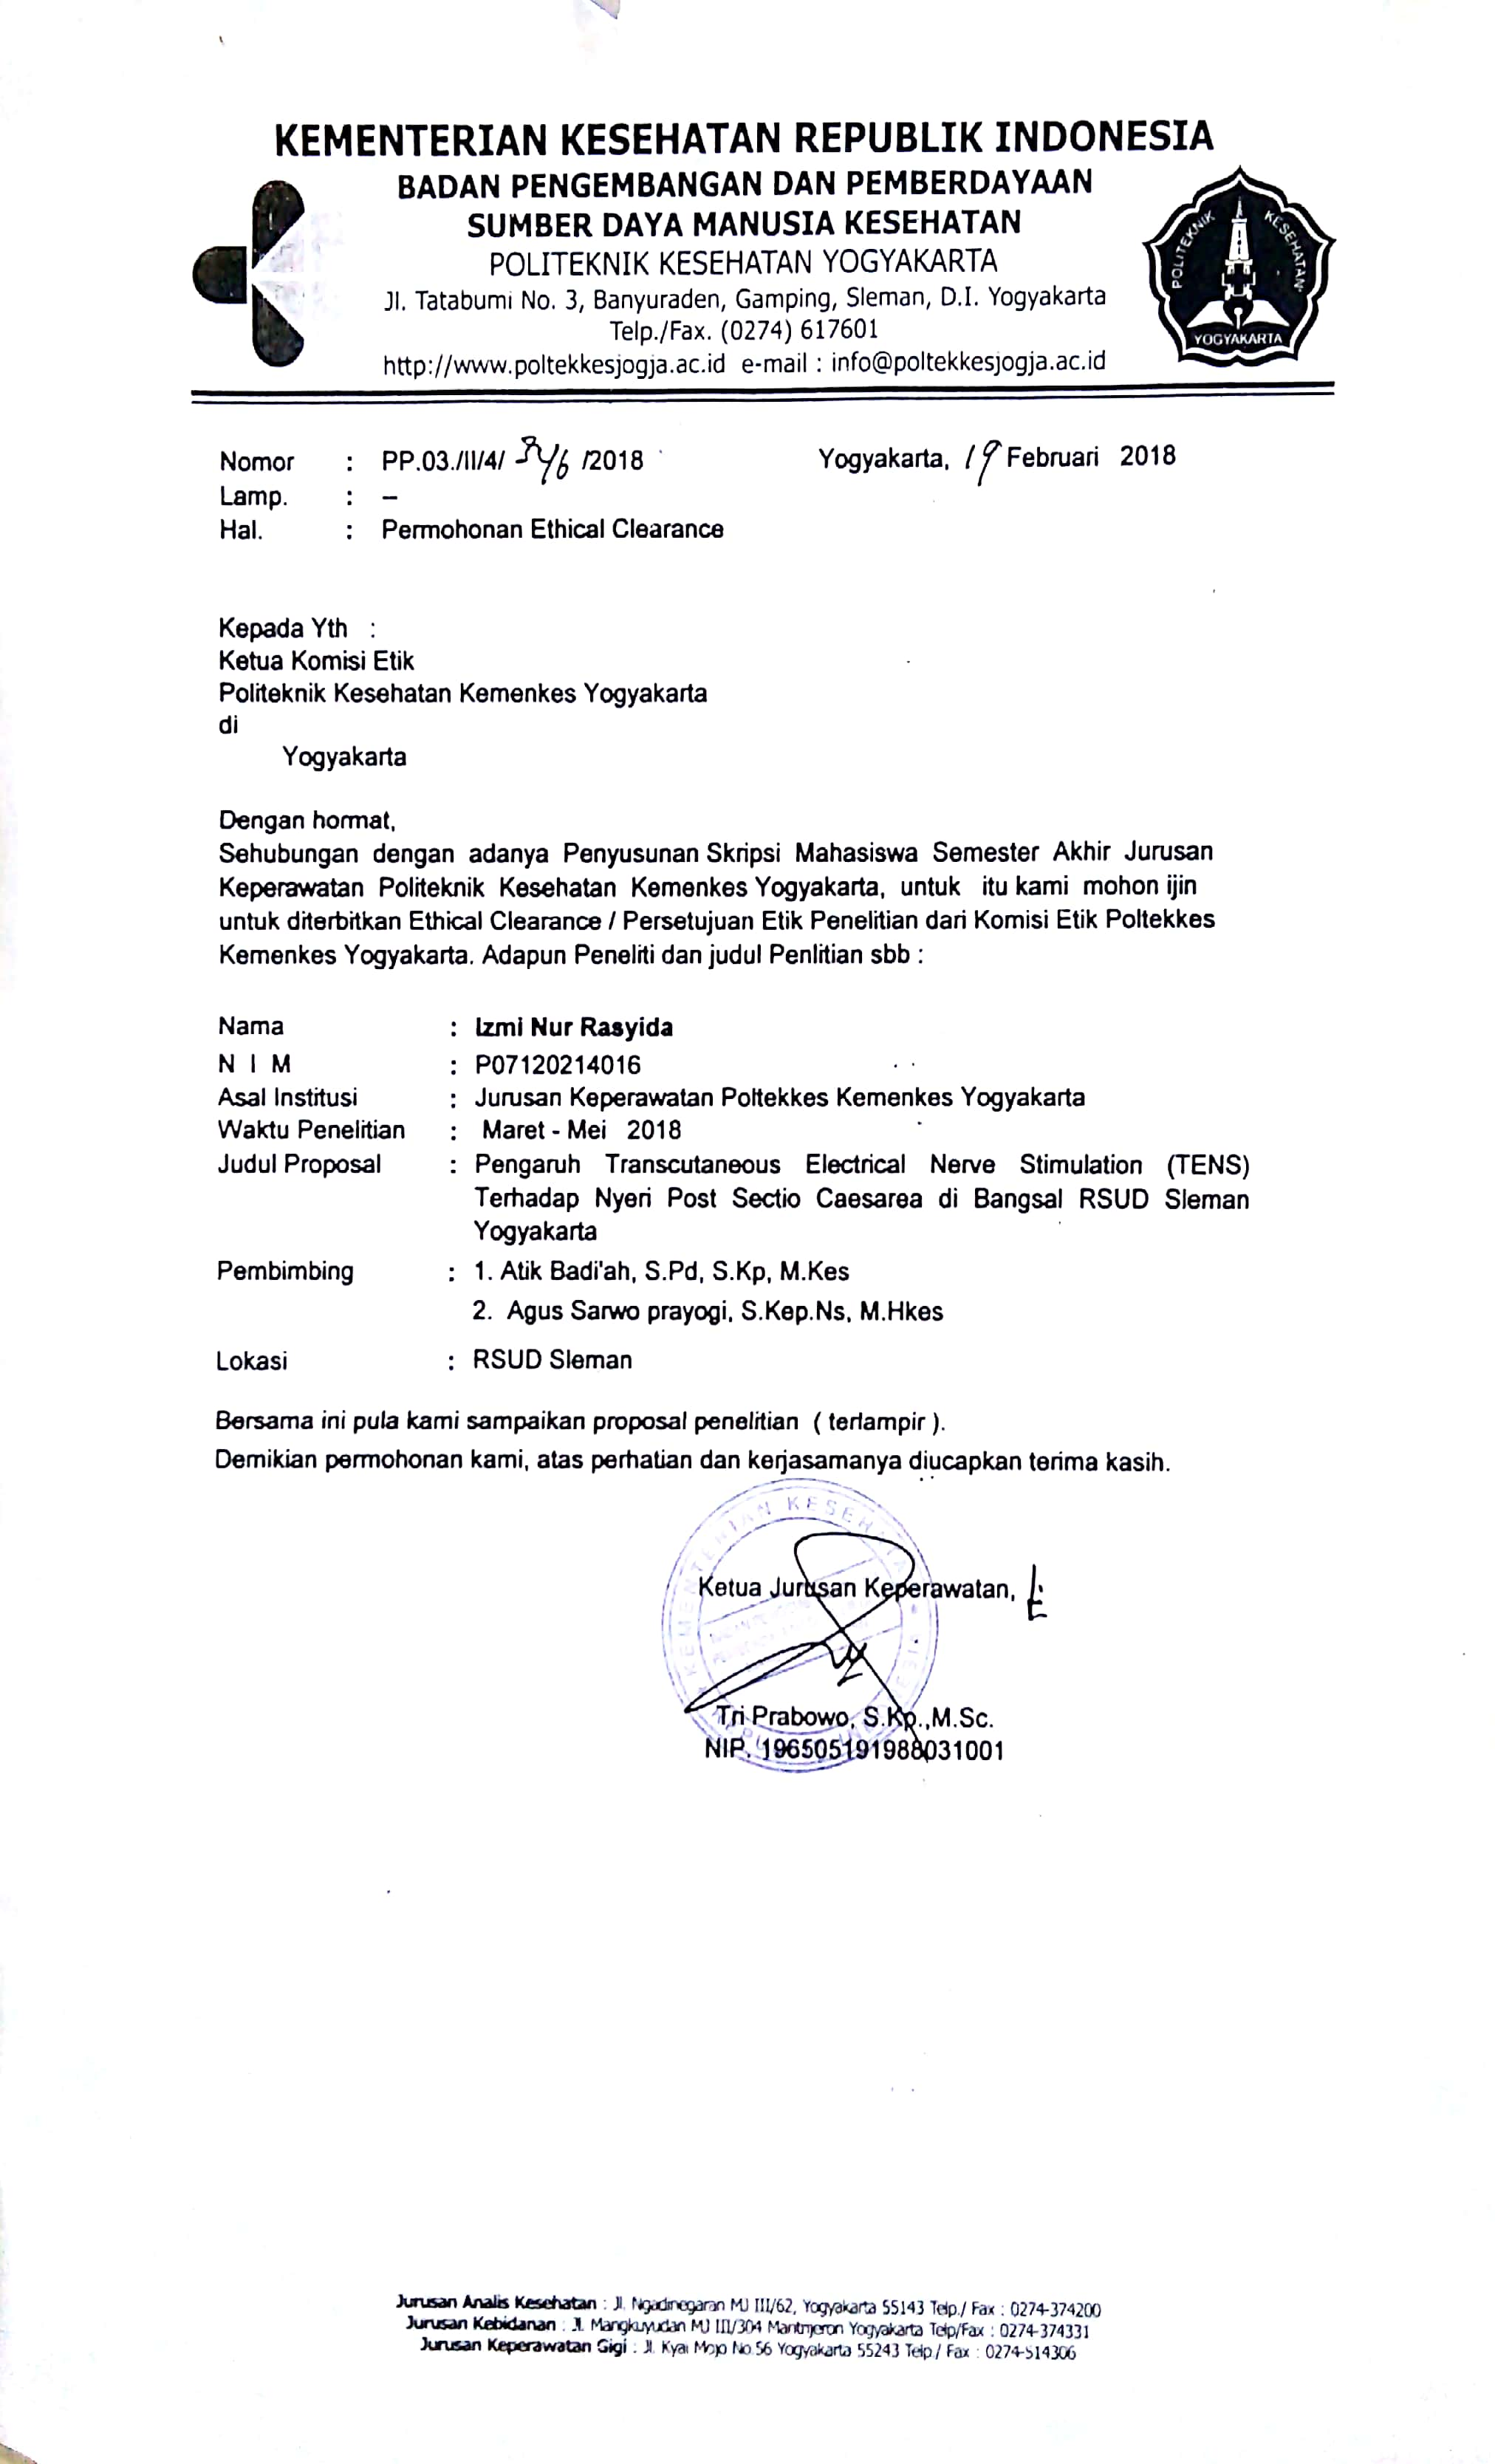 KEMENTERIAN KESEHATAN REPUBLIK INDONESIA
BADAN PENGEMBANGAN DAN PEMBERDAYAAN
SUMBER DAYA MANUSIA KESEHATAN
POLITEKNIK KESEHATAN YOGYAKARTA
Jl. Tatabumi No. 3, Banyuraden, Gamping, Sleman, D.I. Yogyakarta
Telp./Fax. (0274) 617601
http://www.poltekkesjogja.ac.id e-mail : info@poltekkesjogja.ac.id
POLITEKNIK KESEHATAN
YOGYAKARTA
Nomor : PP.03./II/4/ /2018 Yogyakarta, 19 Februari 2018
Lamp. : –
Hal. : Permohonan Ethical Clearance
Kepada Yth :
Ketua Komisi Etik
Politeknik Kesehatan Kemenkes Yogyakarta
di
Yogyakarta
Dengan hormat,
Sehubungan dengan adanya Penyusunan Skripsi Mahasiswa Semester Akhir Jurusan
Keperawatan Politeknik Kesehatan Kemenkes Yogyakarta, untuk itu kami mohon ijin
untuk diterbitkan Ethical Clearance / Persetujuan Etik Penelitian dari Komisi Etik Poltekkes
Kemenkes Yogyakarta. Adapun Peneliti dan judul Penlitian sbb :
Nama : Izmi Nur Rasyida
N I M : P07120214016
Asal Institusi : Jurusan Keperawatan Poltekkes Kemenkes Yogyakarta
Waktu Penelitian : Maret - Mei 2018
Judul Proposal : Pengaruh Transcutaneous Electrical Nerve Stimulation (TENS)
Terhadap Nyeri Post Sectio Caesarea di Bangsal RSUD Sleman
Yogyakarta
Pembimbing : 1. Atik Badi'ah, S.Pd, S.Kp, M.Kes
2. Agus Sarwo prayogi, S.Kep.Ns, M.Hkes
Lokasi : RSUD Sleman
Bersama ini pula kami sampaikan proposal penelitian ( terlampir ).
Demikian permohonan kami, atas perhatian dan kerjasamanya diucapkan terima kasih.
Ketua Jurusan Keperawatan,
Tri Prabowo, S.Kp.,M.Sc.
NIP. 196505191988031001
Jurusan Analis Kesehatan : Jl. Ngadinegaran MJ III/62, Yogyakarta 55143 Telp./ Fax : 0274-374200
Jurusan Kebidanan : Jl. Mangkuyudan MJ III/304 Mantrijeron Yogyakarta Telp/Fax : 0274-374331
Jurusan Keperawatan Gigi : Jl. Kyai Mojo No.56 Yogyakarta 55243 Telp./ Fax : 0274-514306